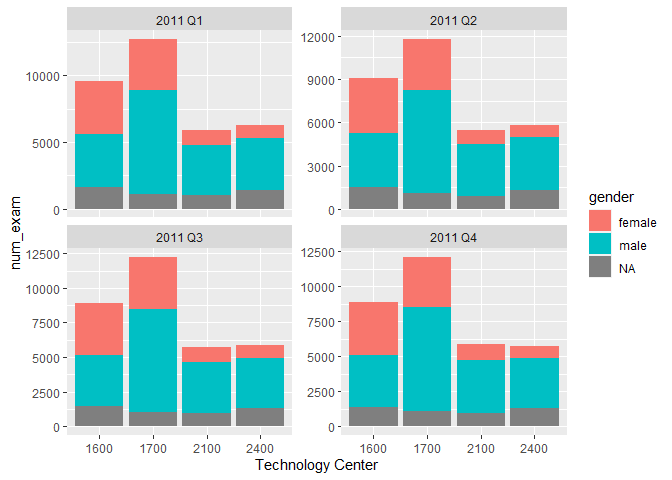 2011 Q1
2011 Q2
10000
5000
0
12000
9000
6000
3000
0
2011 Q3
2011 Q4
12500
10000
7500
5000
2500
0
12500
10000
7500
5000
2500
0
1600 1700 2100 2400
1600 1700 2100 2400
Technology Center
num_exam
gender
female
male
NA